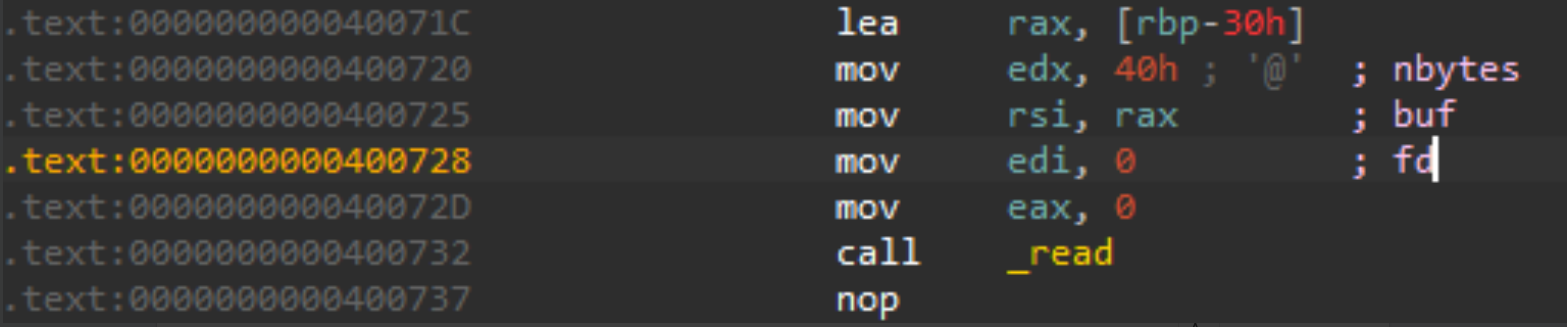 .text:000000000040071C lea rax, [rbp-30h]
.text:0000000000400720 mov edx, 40h ; '@' ; nbytes
.text:0000000000400725 mov rsi, rax ; buf
.text:0000000000400728 mov edi, 0 ; fd
.text:000000000040072D mov eax, 0
.text:0000000000400732 call _read
.text:0000000000400737 nop